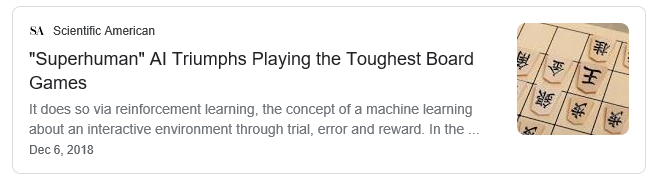 SA Scientific American
"Superhuman" AI Triumphs Playing the Toughest Board
Games
It does so via reinforcement learning, the concept of a machine learning
about an interactive environment through trial, error and reward. In the ...
Dec 6, 2018
王